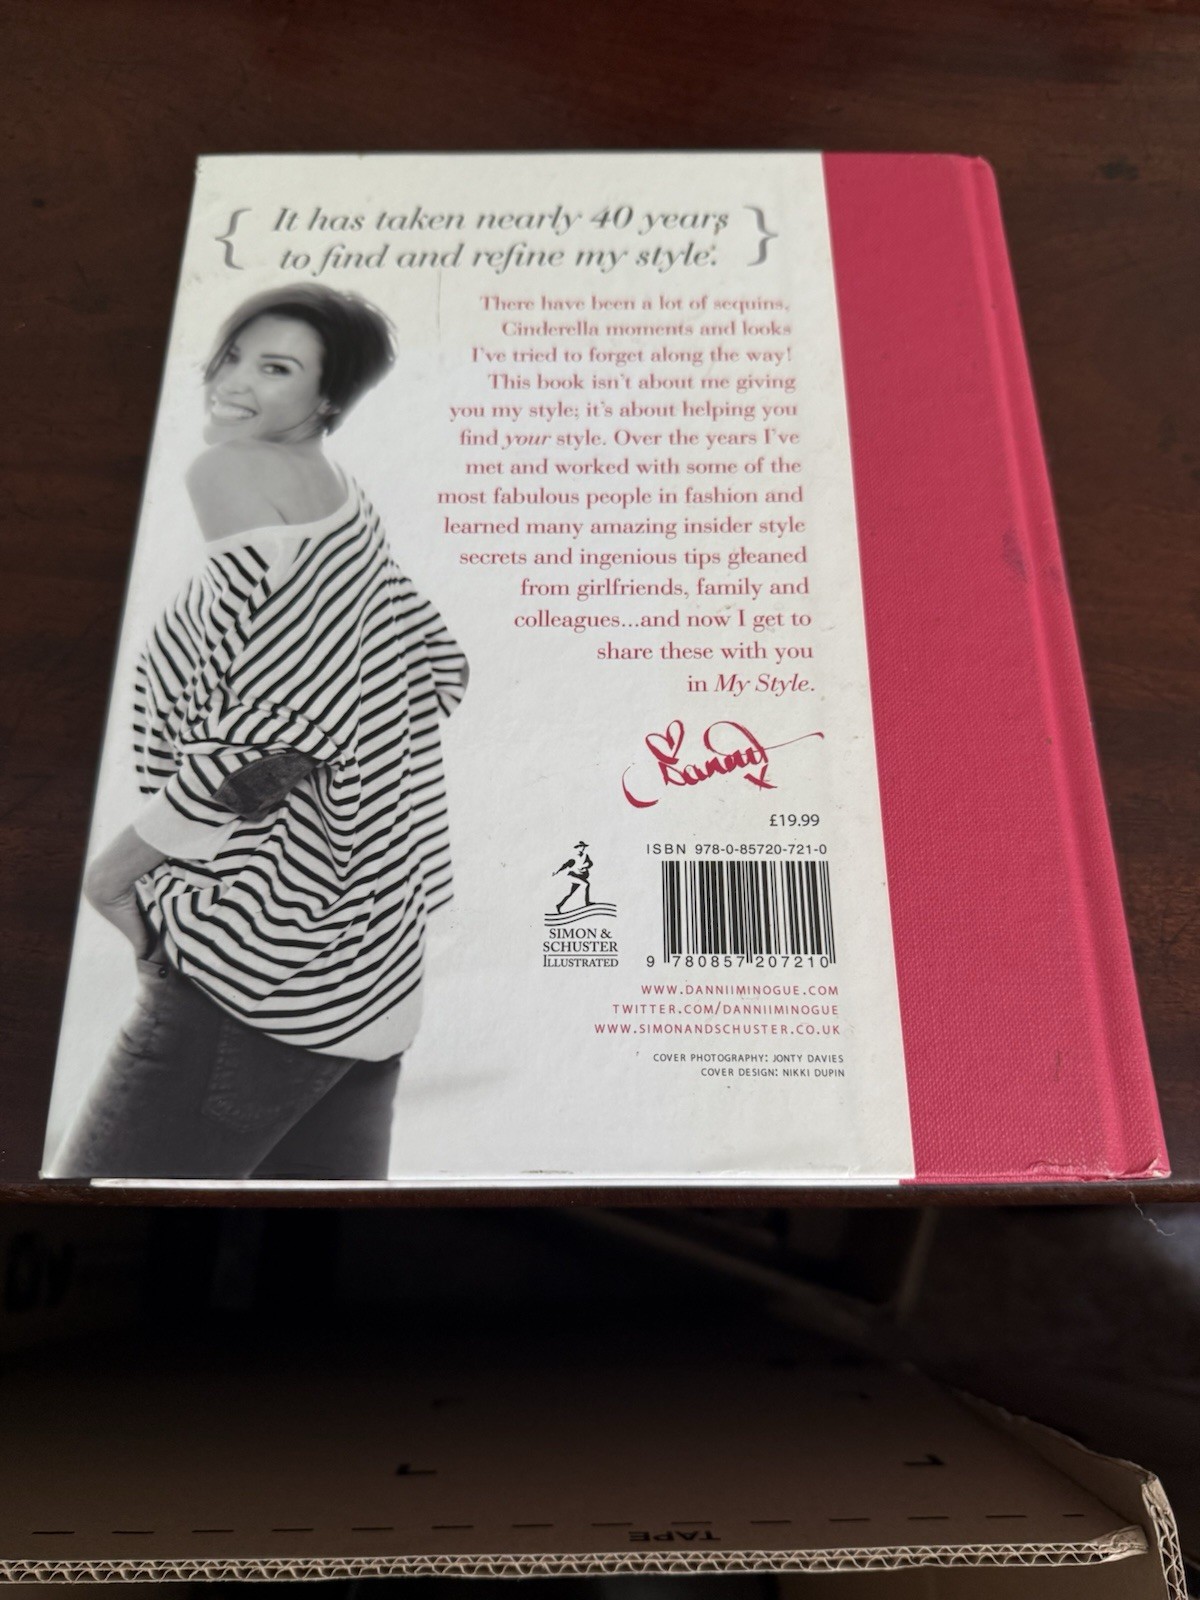 { It has taken nearly 40 years
to find and refine my style. }
There have been a lot of sequins,
Cinderella moments and looks
I've tried to forget along the way!
This book isn't about me giving
you my style; it's about helping you
find your style. Over the years I've
met and worked with some of the
most fabulous people in fashion and
learned many amazing insider style
secrets and ingenious tips gleaned
from girlfriends, family and
colleagues...and now I get to
share these with you
in My Style.
Dannii x
£19.99
ISBN 978-0-85720-721-0
9 780857 207210
SIMON &
SCHUSTER
ILLUSTRATED
WWW.DANNIIMINOGUE.COM
TWITTER.COM/DANNIIMINOGUE
WWW.SIMONANDSCHUSTER.CO.UK
COVER PHOTOGRAPHY: JONTY DAVIES
COVER DESIGN: NIKKI DUPIN
TAPE